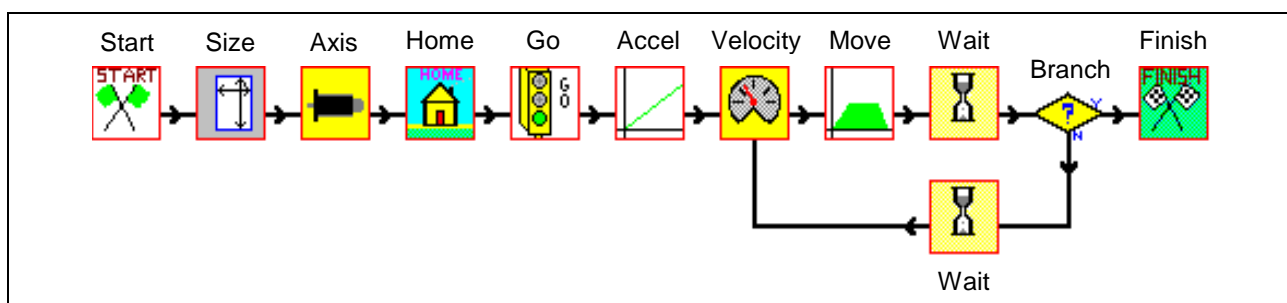 Start Size Axis Home Go Accel Velocity Move Wait Finish
Branch
START
HOME
GO
FINISH
?
Y
N
Wait